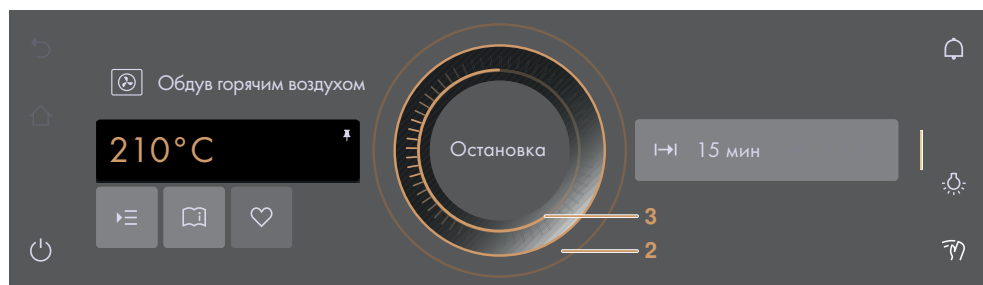 Обдув горячим воздухом
210°C
Остановка
15 мин
3
2